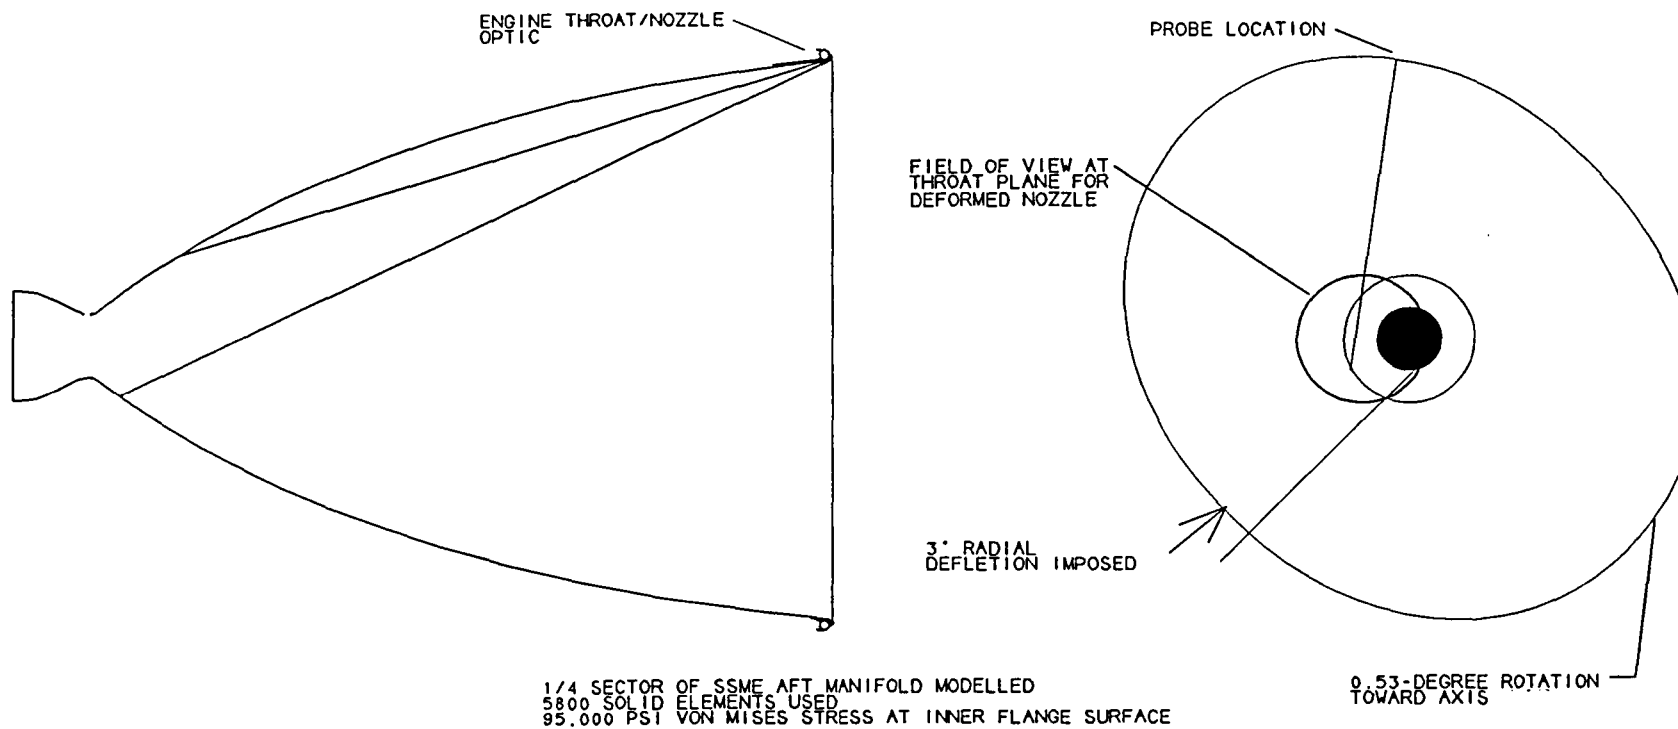 ENGINE THROAT/NOZZLE
OPTIC
PROBE LOCATION
FIELD OF VIEW AT
THROAT PLANE FOR
DEFORMED NOZZLE
3" RADIAL
DEFLETION IMPOSED
0.53-DEGREE ROTATION
TOWARD AXIS
1/4 SECTOR OF SSME AFT MANIFOLD MODELLED
5800 SOLID ELEMENTS USED
95,000 PSI VON MISES STRESS AT INNER FLANGE SURFACE